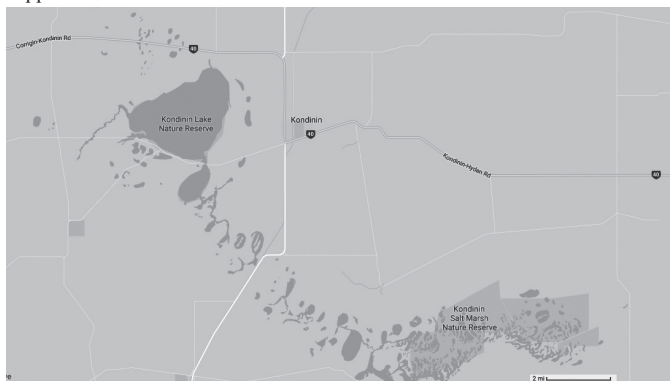 Corrigin-Kondinin Rd
40
Kondinin Lake
Nature Reserve
Kondinin
40
Kondinin-Hyden Rd
40
Kondinin
Salt Marsh
Nature Reserve
2 mi